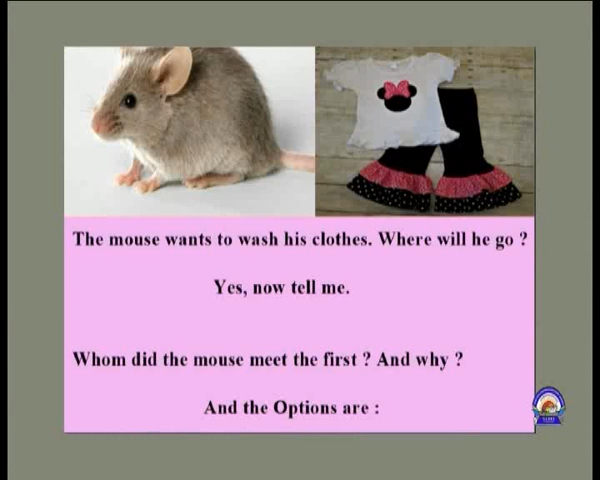 The mouse wants to wash his clothes. Where will he go ?
Yes, now tell me.
Whom did the mouse meet the first ? And why ?
And the Options are :